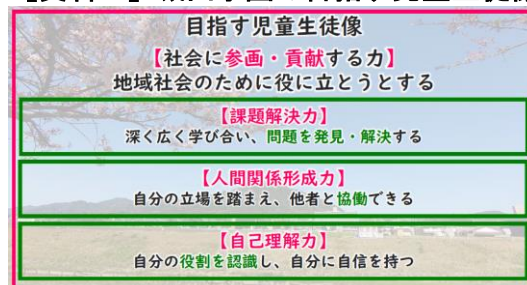 目指す児童生徒像
【社会に参画・貢献する力】
地域社会のために役に立とうとする
【課題解決力】
深く広く学び合い、問題を発見・解決する
【人間関係形成力】
自分の立場を踏まえ、他者と協働できる
【自己理解力】
自分の役割を認識し、自分に自信を持つ